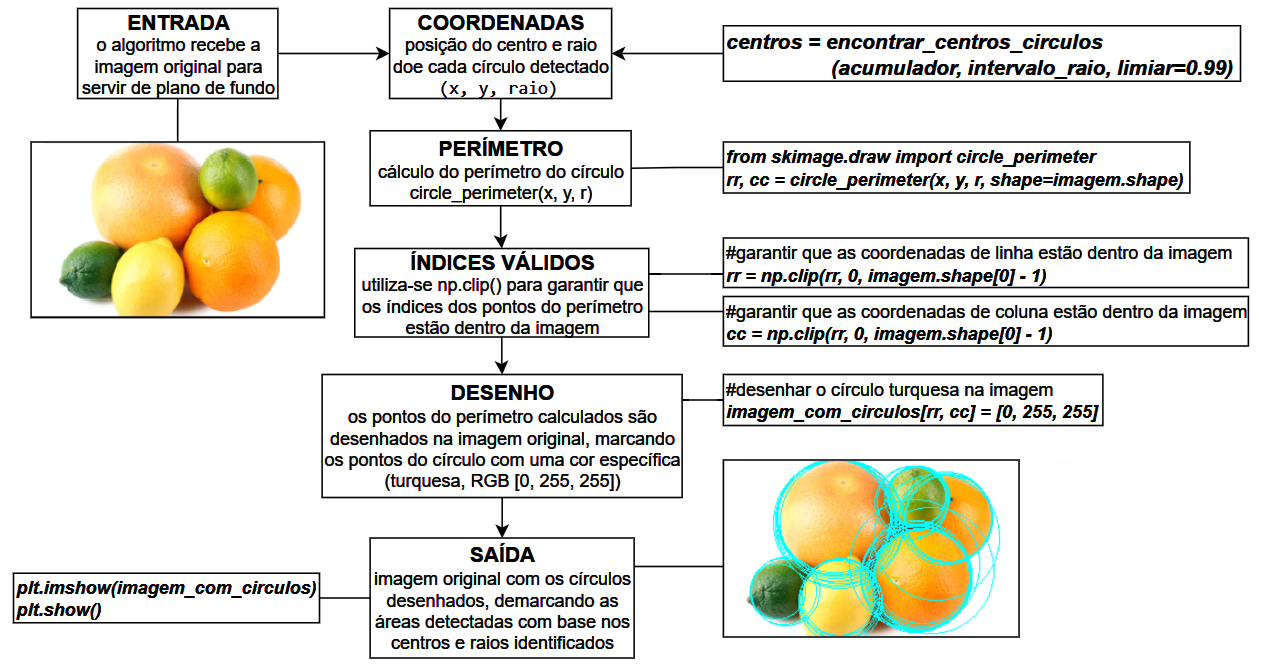 ENTRADA
o algoritmo recebe a
imagem original para
servir de plano de fundo
COORDENADAS
posição do centro e raio
doe cada círculo detectado
(x, y, raio)
centros = encontrar_centros_circulos
(acumulador, intervalo_raio, limiar=0.99)
PERÍMETRO
cálculo do perímetro do círculo
circle_perimeter(x, y, r)
from skimage.draw import circle_perimeter
rr, cc = circle_perimeter(x, y, r, shape=imagem.shape)
ÍNDICES VÁLIDOS
utiliza-se np.clip() para garantir que
os índices dos pontos do perímetro
estão dentro da imagem
#garantir que as coordenadas de linha estão dentro da imagem
rr = np.clip(rr, 0, imagem.shape[0] - 1)
#garantir que as coordenadas de coluna estão dentro da imagem
cc = np.clip(rr, 0, imagem.shape[0] - 1)
DESENHO
os pontos do perímetro calculados são
desenhados na imagem original, marcando
os pontos do círculo com uma cor específica
(turquesa, RGB [0, 255, 255])
#desenhar o círculo turquesa na imagem
imagem_com_circulos[rr, cc] = [0, 255, 255]
SAÍDA
imagem original com os círculos
desenhados, demarcando as
áreas detectadas com base nos
centros e raios identificados
plt.imshow(imagem_com_circulos)
plt.show()